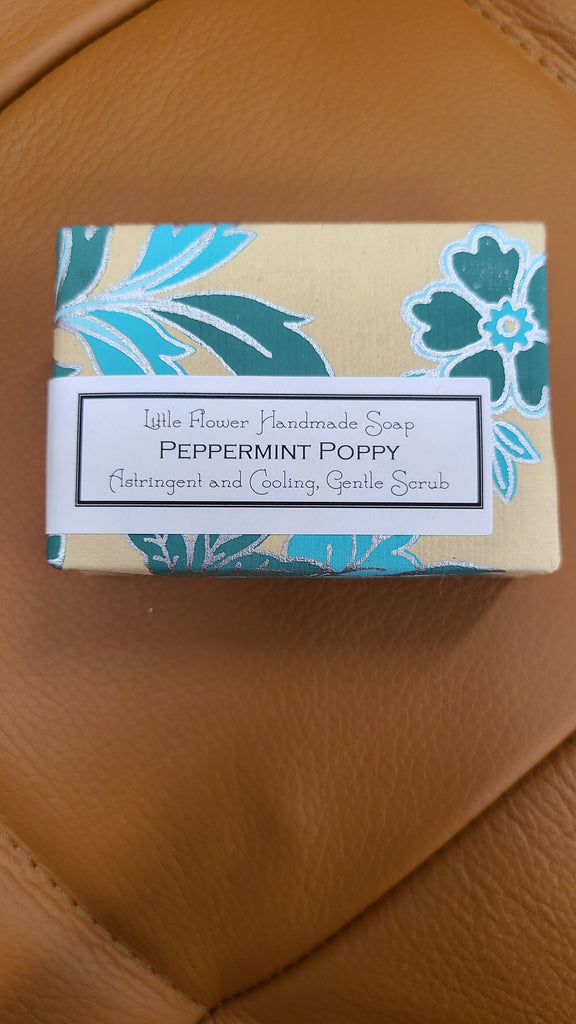 Little Flower Handmade Soap
Peppermint Poppy
Astringent and Cooling, Gentle Scrub